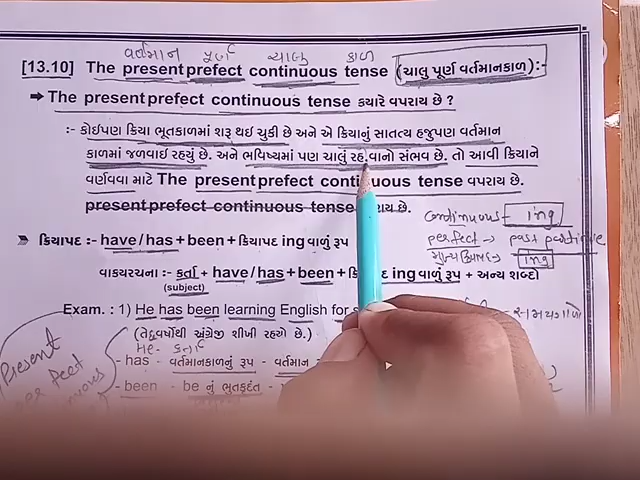 વર્તમાન પૂર્ણ ચાલુ કાળ
[13.10] The present prefect continuous tense (ચાલુ પૂર્ણ વર્તમાનકાળ) :-
➡ The present prefect continuous tense ક્યારે વપરાય છે ?
:- કોઈપણ ક્રિયા ભૂતકાળમાં શરૂ થઈ ચુકી છે અને એ ક્રિયાનું સાતત્ય હજુપણ વર્તમાન
કાળમાં જળવાઈ રહ્યું છે. અને ભવિષ્યમાં પણ ચાલું રહેવાનો સંભવ છે. તો આવી ક્રિયાને
વર્ણવવા માટે The present prefect continuous tense વપરાય છે.
present prefect continuous tense વપરાય છે.
continuous - ing
perfect → past participle
➤ ક્રિયાપદ :- have / has + been + ક્રિયાપદ ing વાળું રૂપ
ing
વાક્યરચના :- કર્તા + have / has + been + ing વાળું રૂપ + અન્ય શબ્દો
(subject)
Exam. : 1) He has been learning English for
He - કર્તા
- has - વર્તમાનકાળનું રૂપ - વર્તમાન
Present
- been - be નું ભુતકૃદંત -